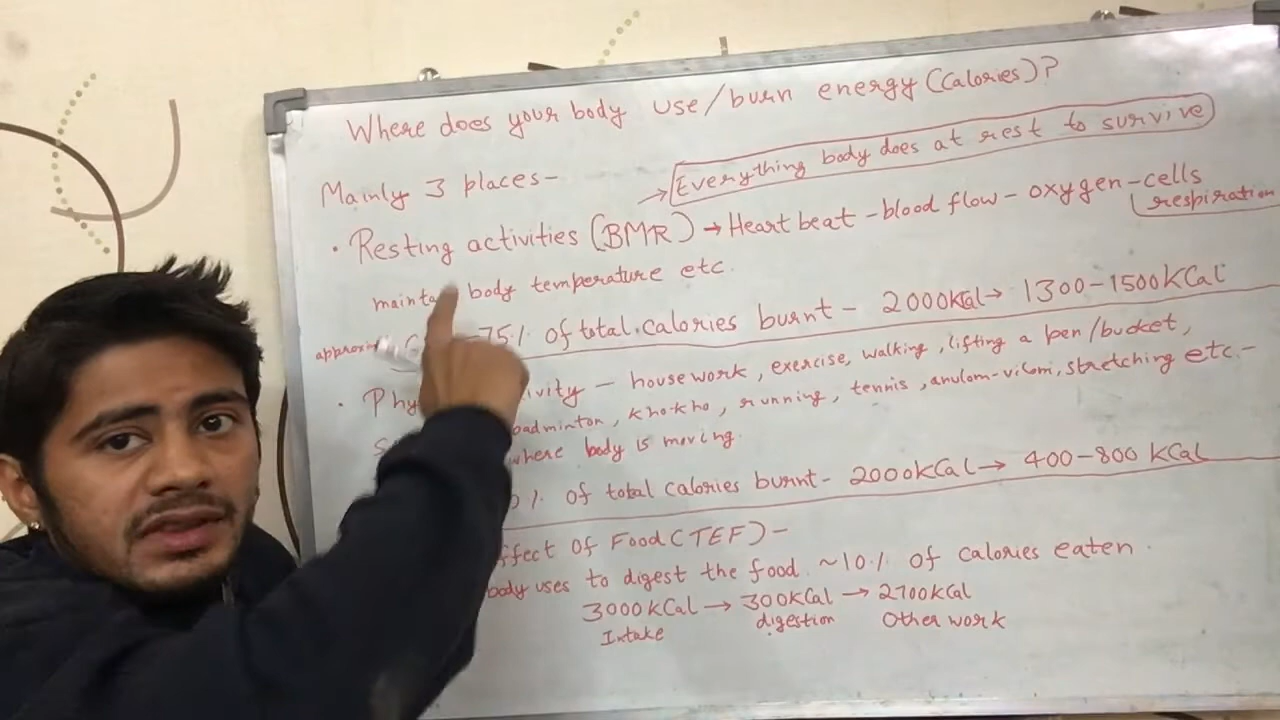 Where does your body use/burn energy (Calories)?
Mainly 3 places-
→ Everything body does at rest to survive
• Resting activities (BMR) → Heart beat - blood flow - oxygen - cells
respiration
body temperature etc.
75% of total calories burnt - 2000KCal → 1300-1500KCal
• - housework, exercise, walking, lifting a pen/bucket,
badminton, khokho, running, tennis, anulom-vilom, stretching etc.-
where body is moving.
% of total calories burnt- 2000KCal → 400-800 KCal
Of Food (TEF)-
body uses to digest the food. ~10% of calories eaten.
3000KCal → 300KCal → 2700KCal
Intake digestion Other work